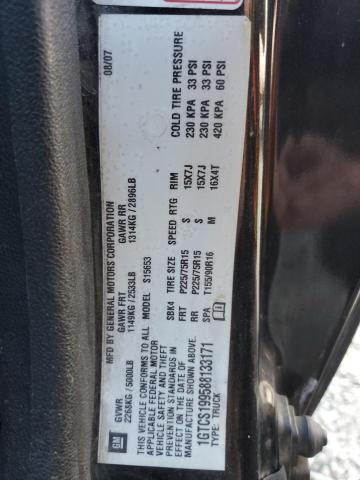 MFD BY GENERAL MOTORS CORPORATION 08/07
GVWR GAWR FRT GAWR RR
2268KG / 5000LB 1149KG / 2533LB 1314KG / 2896LB
GM
THIS VEHICLE CONFORMS TO ALL
APPLICABLE FEDERAL MOTOR
VEHICLE SAFETY AND THEFT
PREVENTION STANDARDS IN
EFFECT ON THE DATE OF
MANUFACTURE SHOWN ABOVE.
1GTCS199588133171
TYPE: TRUCK
MODEL: S15653
SBK4 TIRE SIZE SPEED RTG RIM COLD TIRE PRESSURE
FRT P225/75R15 S 15X7J 230 KPA 33 PSI
RR P225/75R15 S 15X7J 230 KPA 33 PSI
SPA T155/90R16 M 16X4T 420 KPA 60 PSI